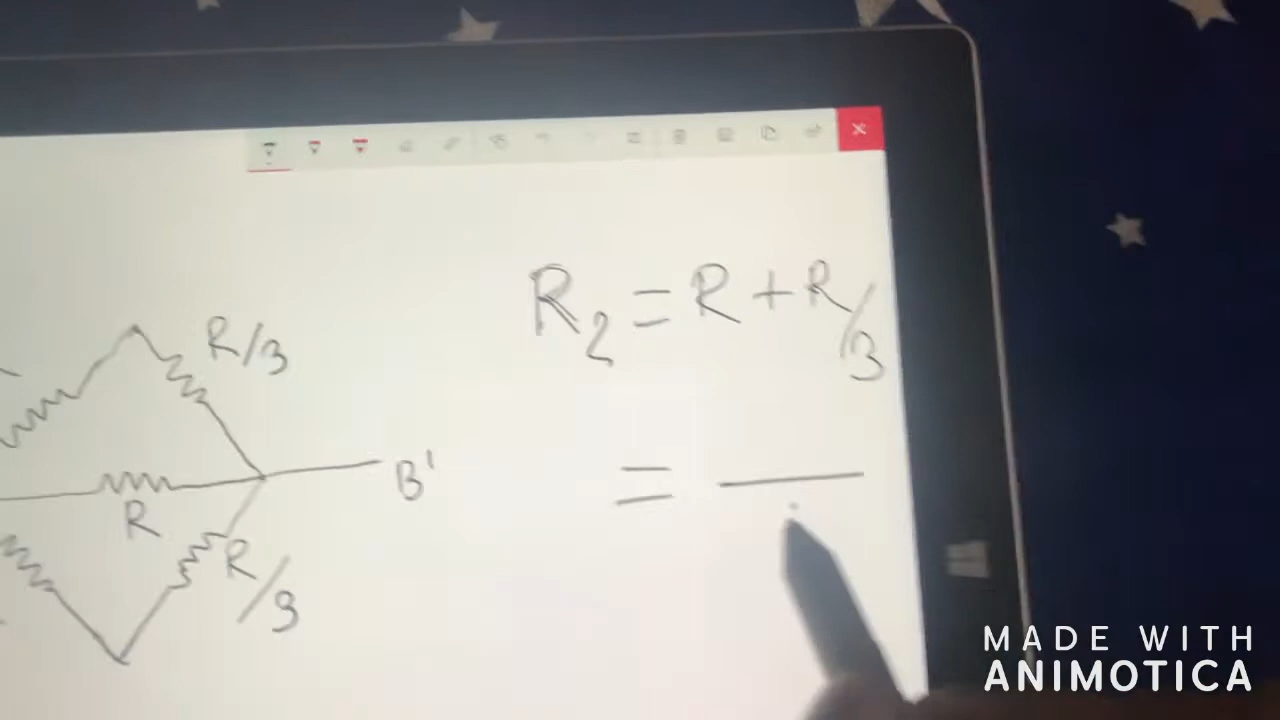 R₂ = R + R/3
R/3
B'
R
=
R/3
MADE WITH
ANIMOTICA